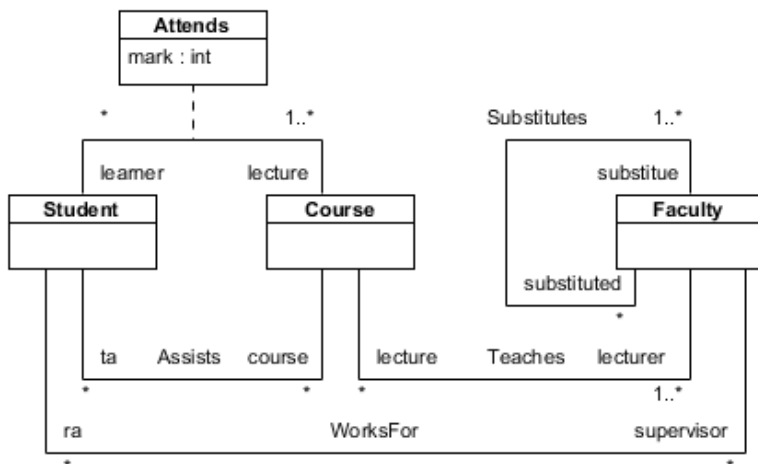 Attends
mark : int
* 1..* Substitutes 1..*
learner lecture substitue
Student Course Faculty
substituted
*
ta Assists course lecture Teaches lecturer
* * * 1..*
ra WorksFor supervisor
* *